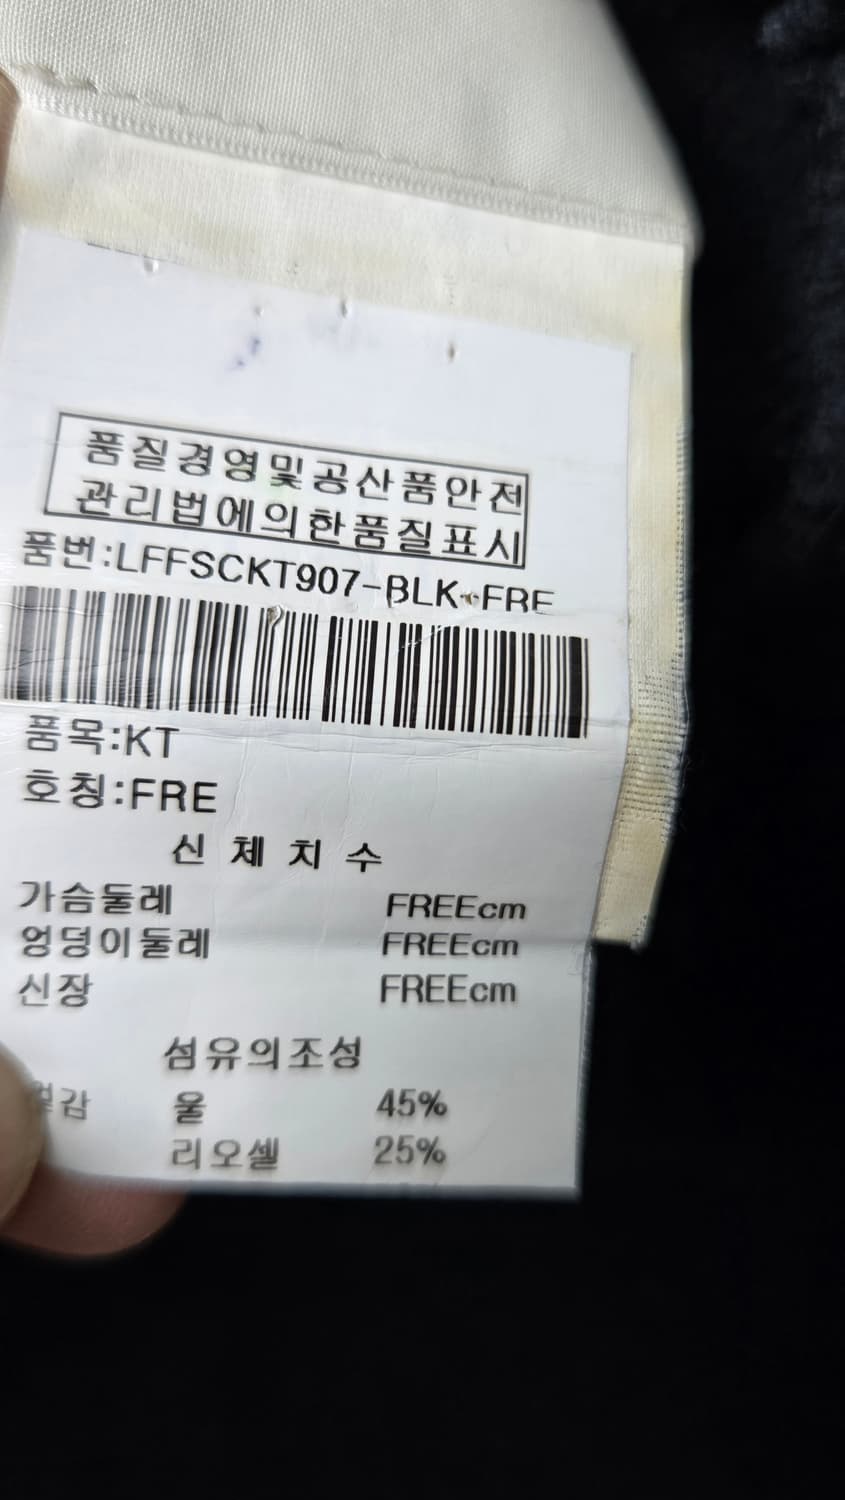 품질경영및공산품안전
관리법에의한품질표시
품번:LFFSCKT907-BLK-FRE
품목:KT
호칭:FRE
신체치수
가슴둘레 FREEcm
엉덩이둘레 FREEcm
신장 FREEcm
섬유의조성
겉감 울 45%
리오셀 25%